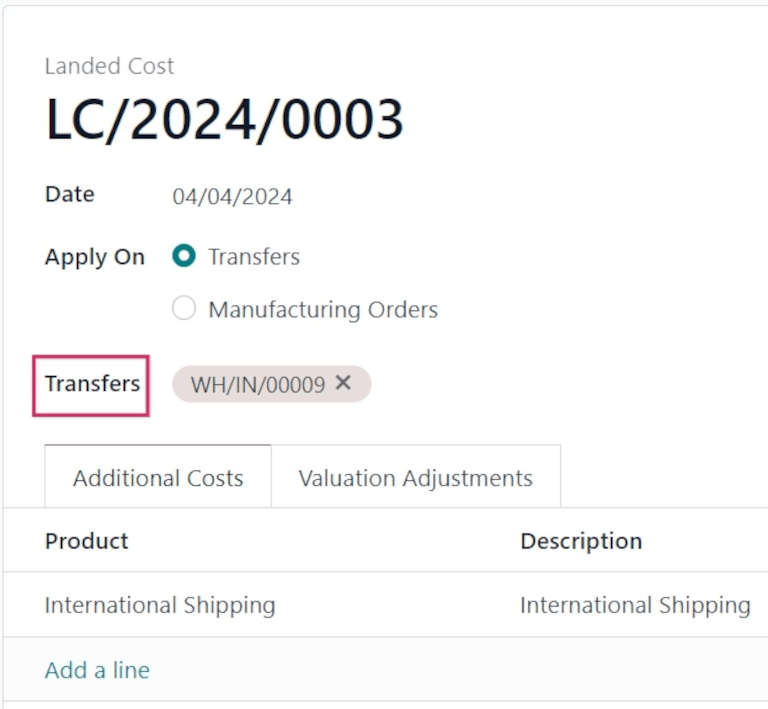 Landed Cost
LC/2024/0003
Date 04/04/2024
Apply On Transfers
Manufacturing Orders
Transfers WH/IN/00009 ✕
Additional Costs Valuation Adjustments
Product Description
International Shipping International Shipping
Add a line